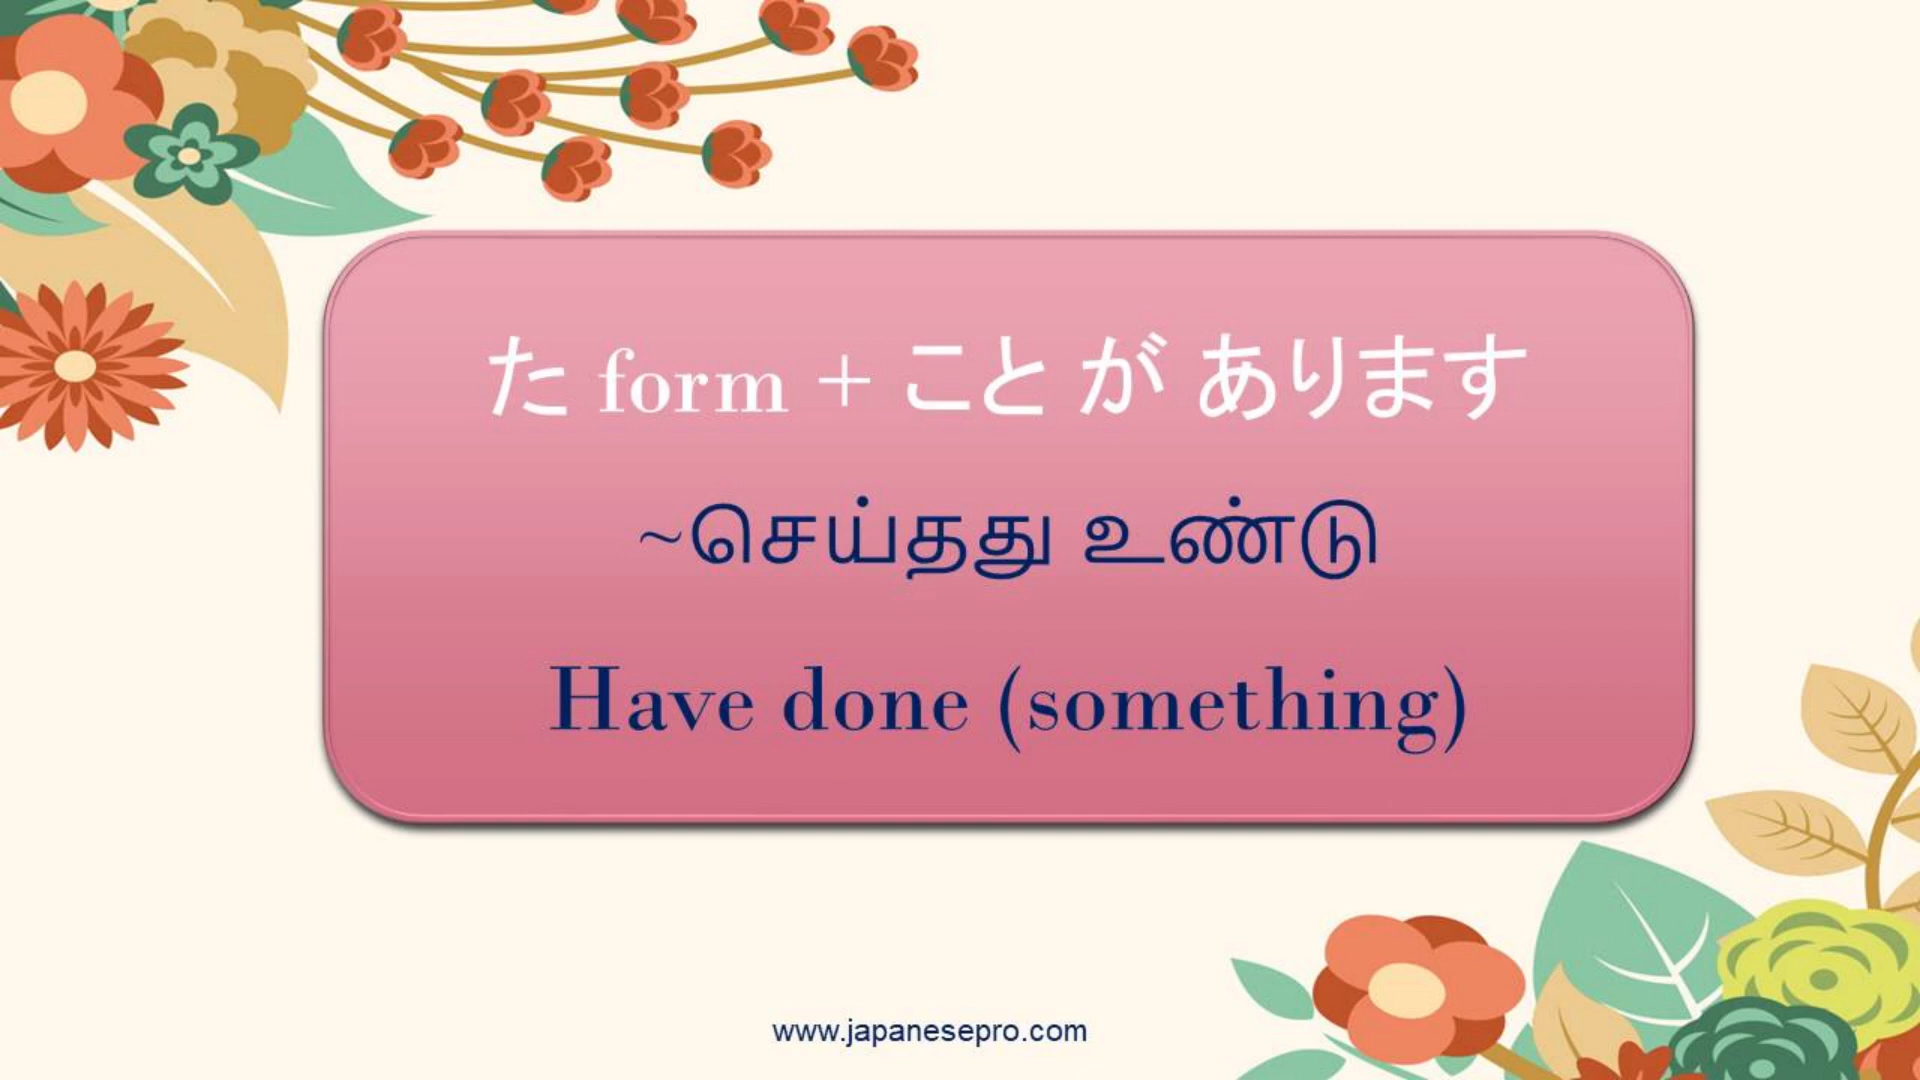 た form + こと が あります
~செய்தது உண்டு
Have done (something)
www.japanesepro.com